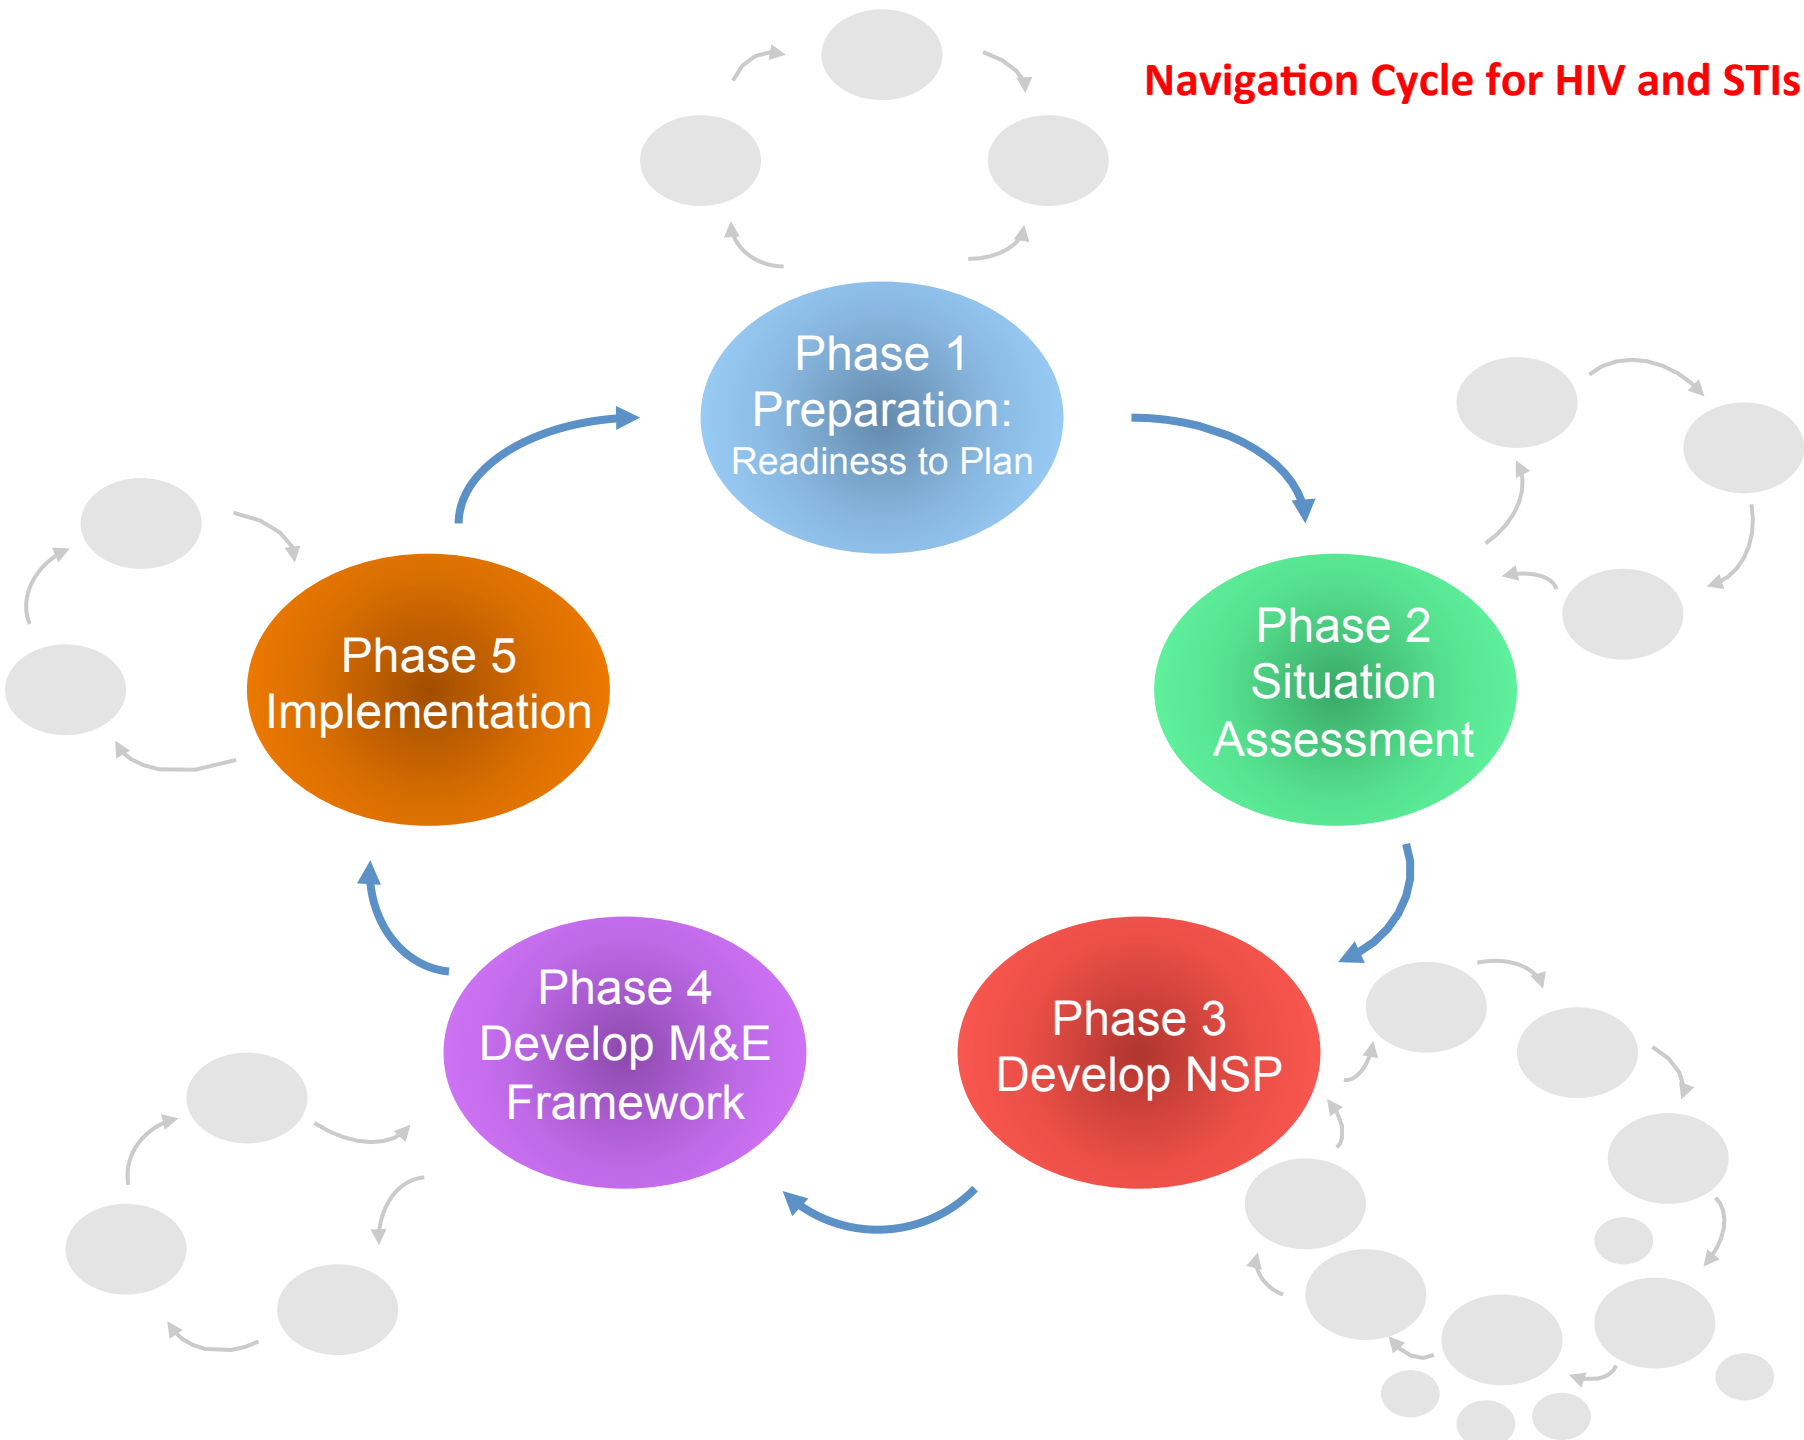 Navigation Cycle for HIV and STIs
Phase 1
Preparation:
Readiness to Plan
Phase 2
Situation
Assessment
Phase 3
Develop NSP
Phase 4
Develop M&E
Framework
Phase 5
Implementation